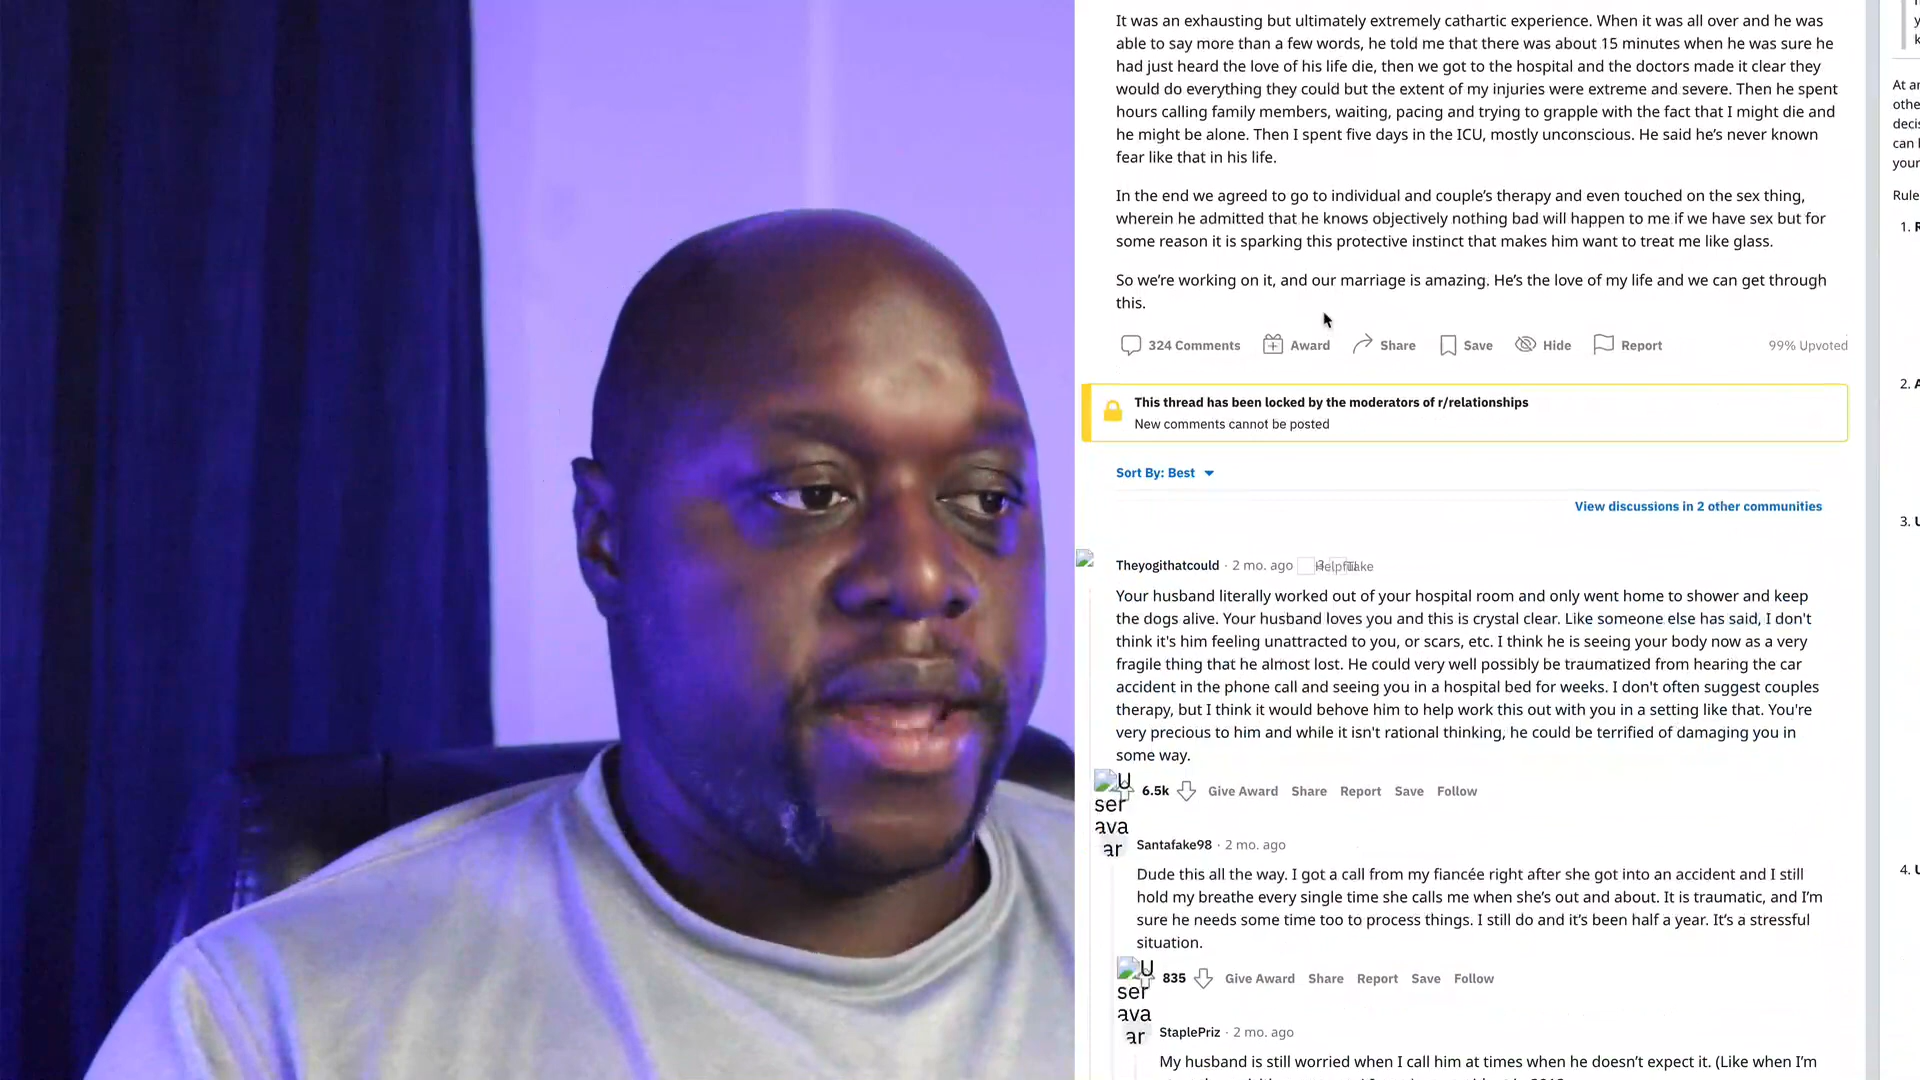 It was an exhausting but ultimately extremely cathartic experience. When it was all over and he was
able to say more than a few words, he told me that there was about 15 minutes when he was sure he
had just heard the love of his life die, then we got to the hospital and the doctors made it clear they
would do everything they could but the extent of my injuries were extreme and severe. Then he spent
hours calling family members, waiting, pacing and trying to grapple with the fact that I might die and
he might be alone. Then I spent five days in the ICU, mostly unconscious. He said he's never known
fear like that in his life.
In the end we agreed to go to individual and couple's therapy and even touched on the sex thing,
wherein he admitted that he knows objectively nothing bad will happen to me if we have sex but for
some reason it is sparking this protective instinct that makes him want to treat me like glass.
So we're working on it, and our marriage is amazing. He's the love of my life and we can get through
this.
324 Comments Award Share Save Hide Report 99% Upvoted
This thread has been locked by the moderators of r/relationships
New comments cannot be posted
Sort By: Best
View discussions in 2 other communities
Theyogithatcould · 2 mo. ago
Your husband literally worked out of your hospital room and only went home to shower and keep
the dogs alive. Your husband loves you and this is crystal clear. Like someone else has said, I don't
think it's him feeling unattracted to you, or scars, etc. I think he is seeing your body now as a very
fragile thing that he almost lost. He could very well possibly be traumatized from hearing the car
accident in the phone call and seeing you in a hospital bed for weeks. I don't often suggest couples
therapy, but I think it would behove him to help work this out with you in a setting like that. You're
very precious to him and while it isn't rational thinking, he could be terrified of damaging you in
some way.
6.5k Give Award Share Report Save Follow
U
ser
ava
ar
Santafake98 · 2 mo. ago
Dude this all the way. I got a call from my fiancée right after she got into an accident and I still
hold my breathe every single time she calls me when she's out and about. It is traumatic, and I'm
sure he needs some time too to process things. I still do and it's been half a year. It's a stressful
situation.
835 Give Award Share Report Save Follow
U
ser
ava
ar
StaplePriz · 2 mo. ago
My husband is still worried when I call him at times when he doesn't expect it. (Like when I'm
At
othe
decis
can
your
Rule
1.
2.
3.
4.